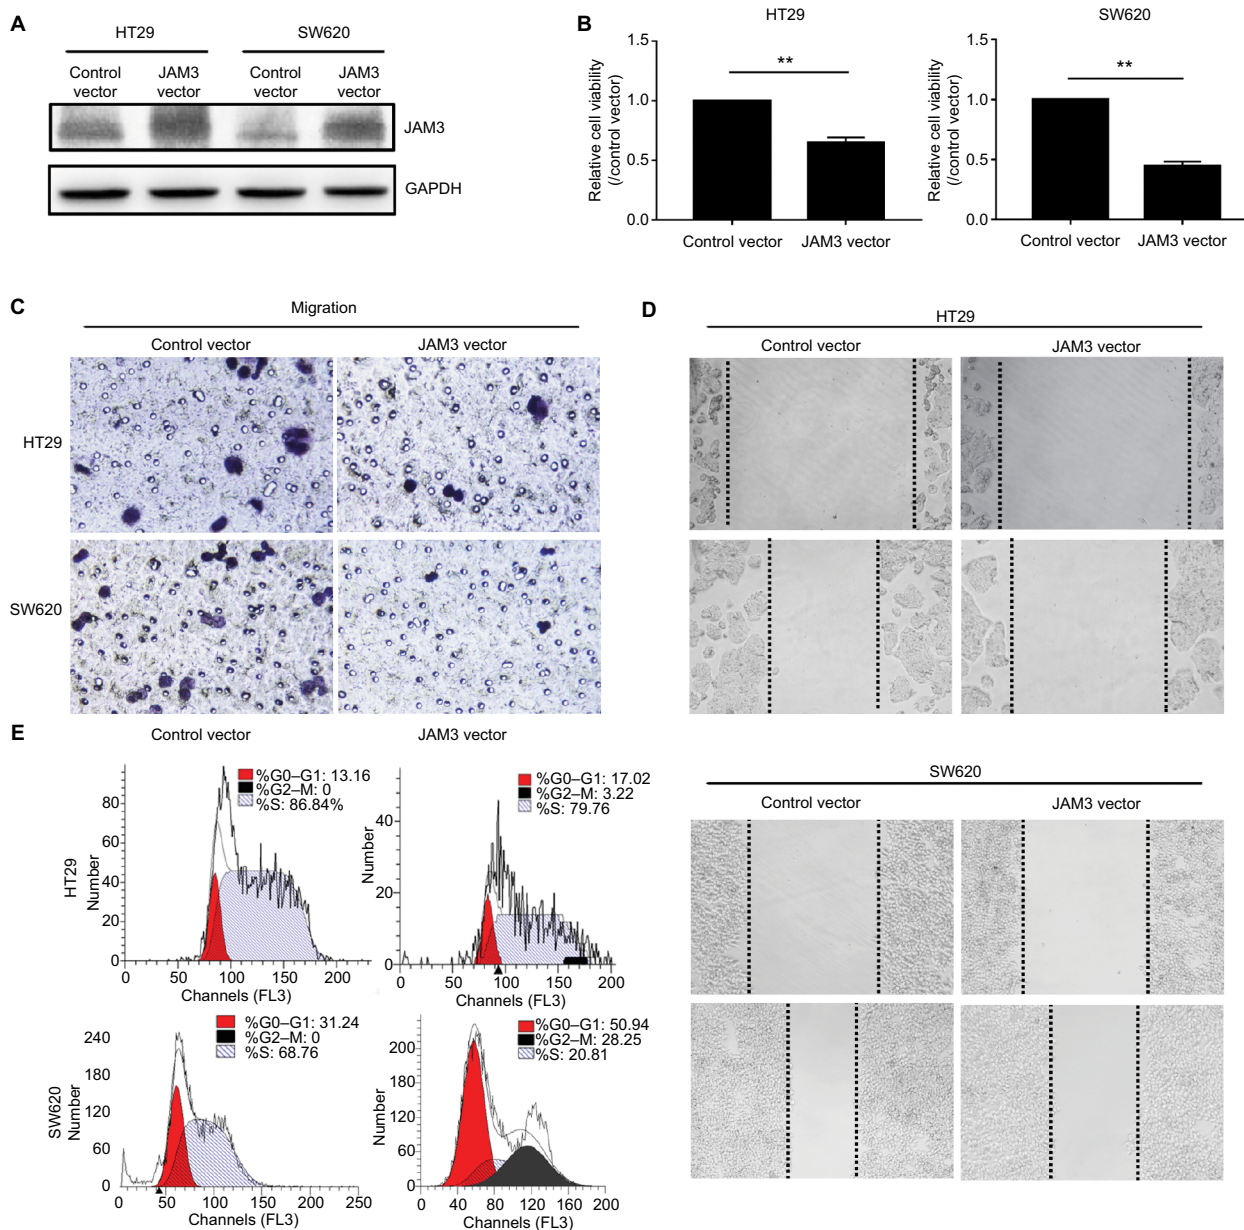 A
HT29
SW620
Control vector
JAM3 vector
Control vector
JAM3 vector
JAM3
GAPDH
B
HT29
Relative cell viability (/control vector)
1.5
1.0
0.5
0.0
**
Control vector
JAM3 vector
SW620
Relative cell viability (/control vector)
1.5
1.0
0.5
0.0
**
Control vector
JAM3 vector
C
Migration
Control vector
JAM3 vector
HT29
SW620
D
HT29
Control vector
JAM3 vector
SW620
Control vector
JAM3 vector
E
Control vector
JAM3 vector
HT29
Number
80
60
40
20
0
%G0–G1: 13.16
%G2–M: 0
%S: 86.84%
0 50 100 150 200
Channels (FL3)
Number
40
20
0
%G0–G1: 17.02
%G2–M: 3.22
%S: 79.76
0 50 100 150 200
Channels (FL3)
SW620
Number
240
180
120
60
0
%G0–G1: 31.24
%G2–M: 0
%S: 68.76
0 50 100 150 200 250
Channels (FL3)
Number
200
180
150
60
0
%G0–G1: 50.94
%G2–M: 28.25
%S: 20.81
0 40 80 120 160 200
Channels (FL3)